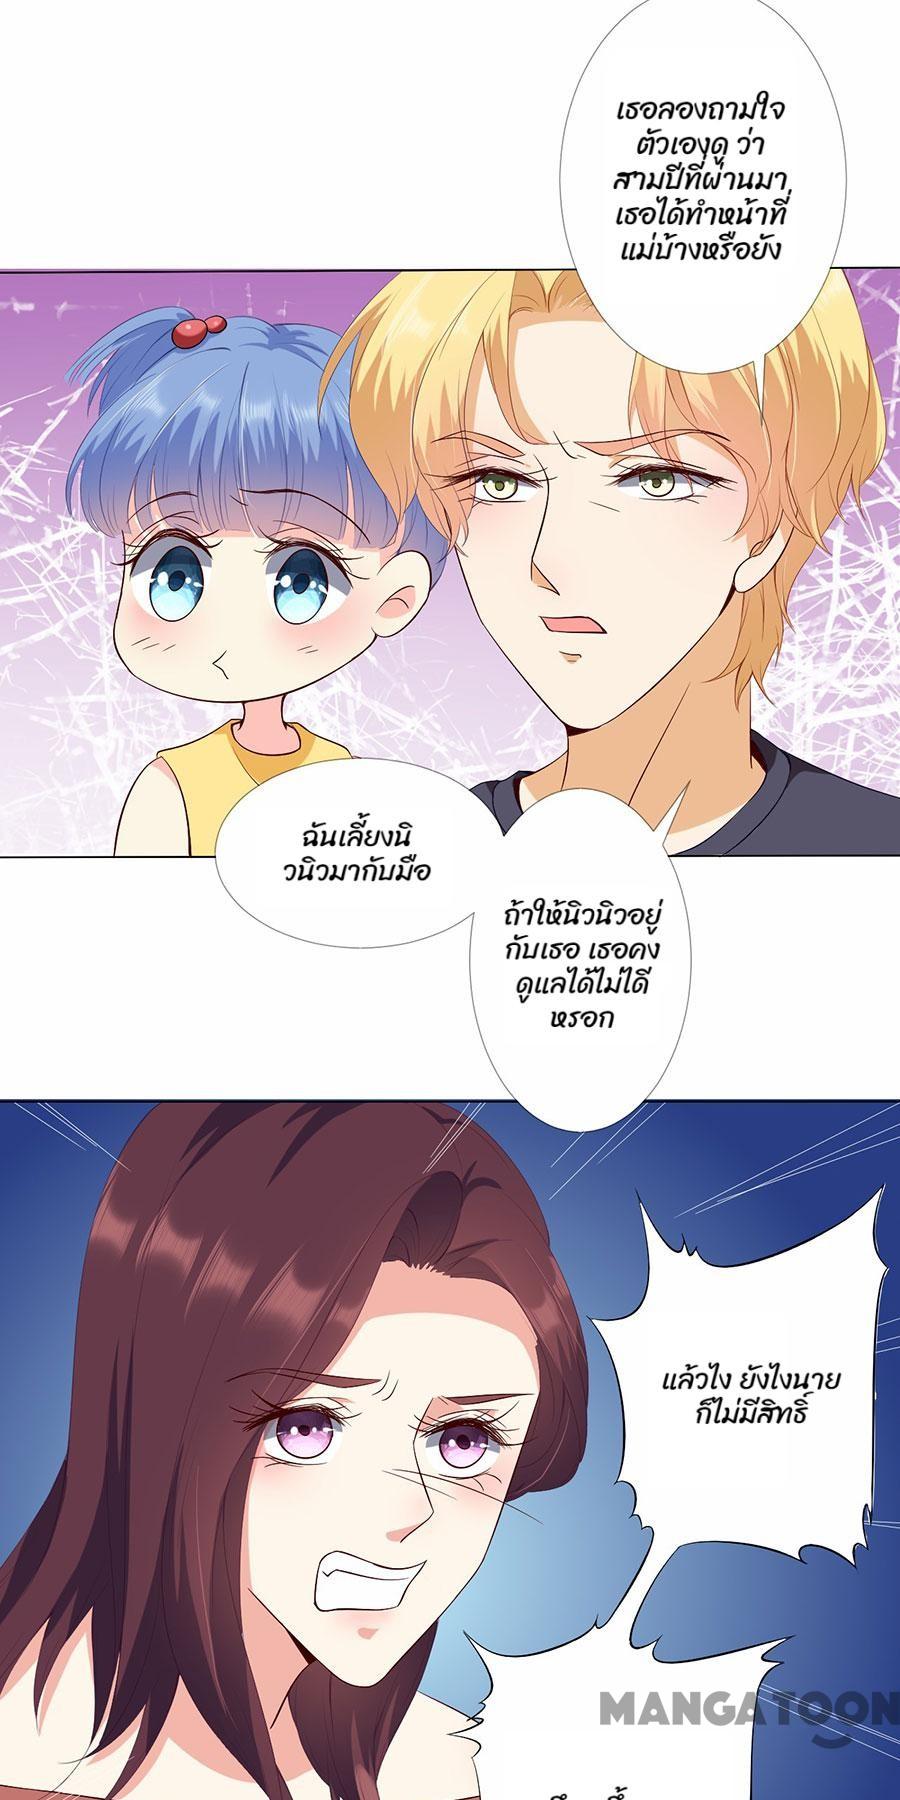 เธอลองถามใจ
ตัวเองดู ว่า
สามปีที่ผ่านมา
เธอได้ทำหน้าที่
แม่บ้างหรือยัง
ฉันเลี้ยงนิ
วนิวมากับมือ
ถ้าให้นิวนิวอยู่
กับเธอ เธอคง
ดูแลได้ไม่ได้ดี
หรอก
แล้วไง ยังไงนาย
ก็ไม่มีสิทธิ์
MANGATOON